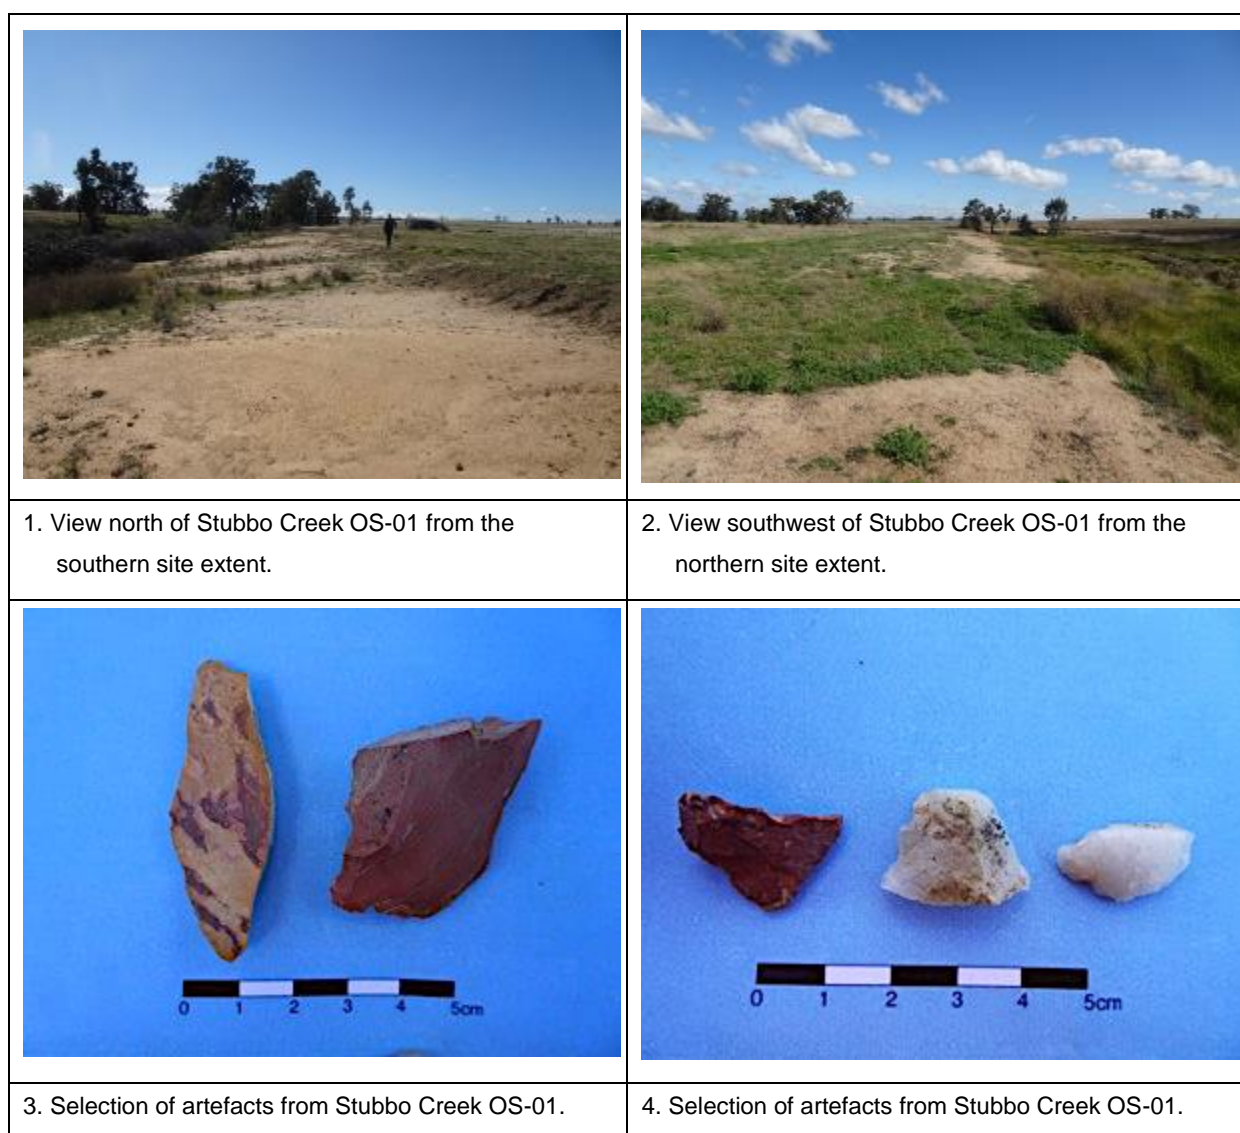 1. View north of Stubbo Creek OS-01 from the
southern site extent.
2. View southwest of Stubbo Creek OS-01 from the
northern site extent.
0 1 2 3 4 5cm
0 1 2 3 4 5cm
3. Selection of artefacts from Stubbo Creek OS-01.
4. Selection of artefacts from Stubbo Creek OS-01.